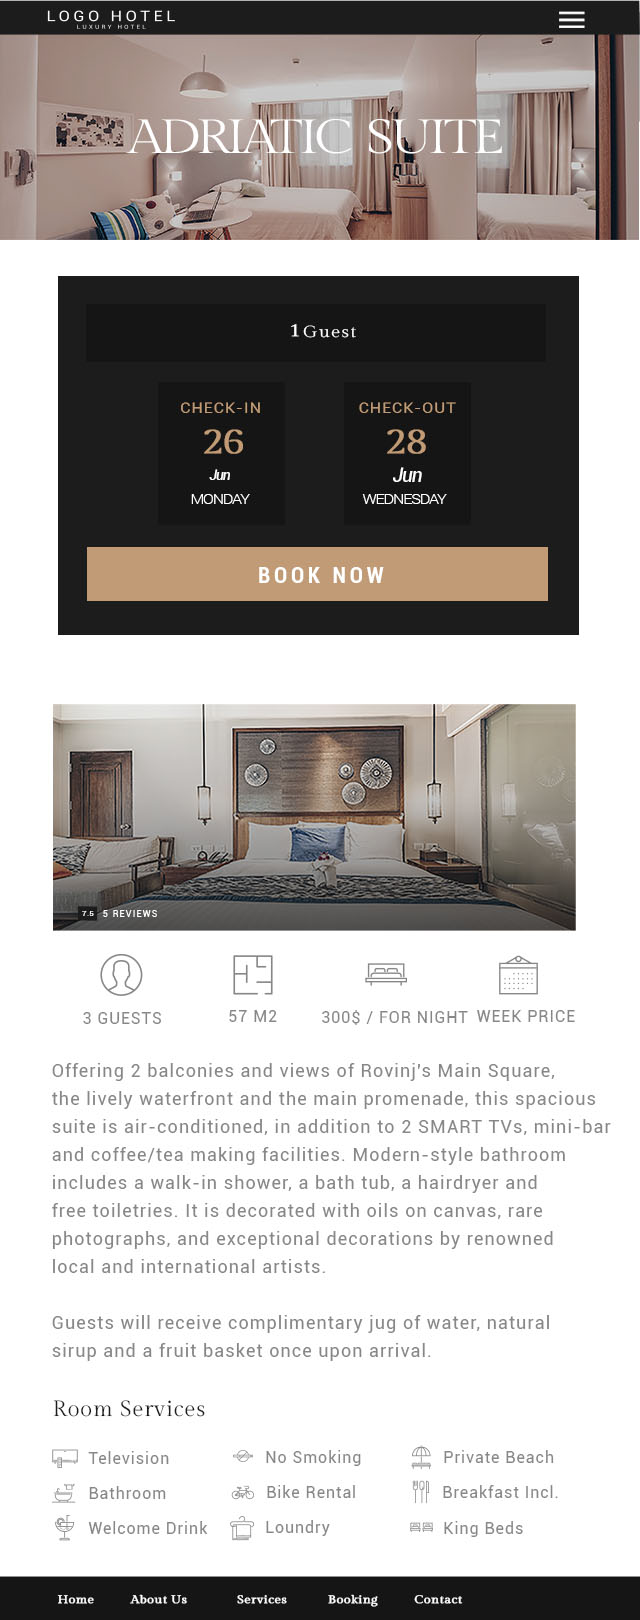 LOGO HOTEL
LUXURY HOTEL
ADRIATIC SUITE
1 Guest
CHECK-IN
26
Jun
MONDAY
CHECK-OUT
28
Jun
WEDNESDAY
BOOK NOW
7.5 5 REVIEWS
3 GUESTS
57 M2
300$ / FOR NIGHT
WEEK PRICE
Offering 2 balconies and views of Rovinj's Main Square,
the lively waterfront and the main promenade, this spacious
suite is air-conditioned, in addition to 2 SMART TVs, mini-bar
and coffee/tea making facilities. Modern-style bathroom
includes a walk-in shower, a bath tub, a hairdryer and
free toiletries. It is decorated with oils on canvas, rare
photographs, and exceptional decorations by renowned
local and international artists.
Guests will receive complimentary jug of water, natural
sirup and a fruit basket once upon arrival.
Room Services
Television
No Smoking
Private Beach
Bathroom
Bike Rental
Breakfast Incl.
Welcome Drink
Loundry
King Beds
Home About Us Services Booking Contact